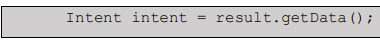 Intent intent = result.getData();